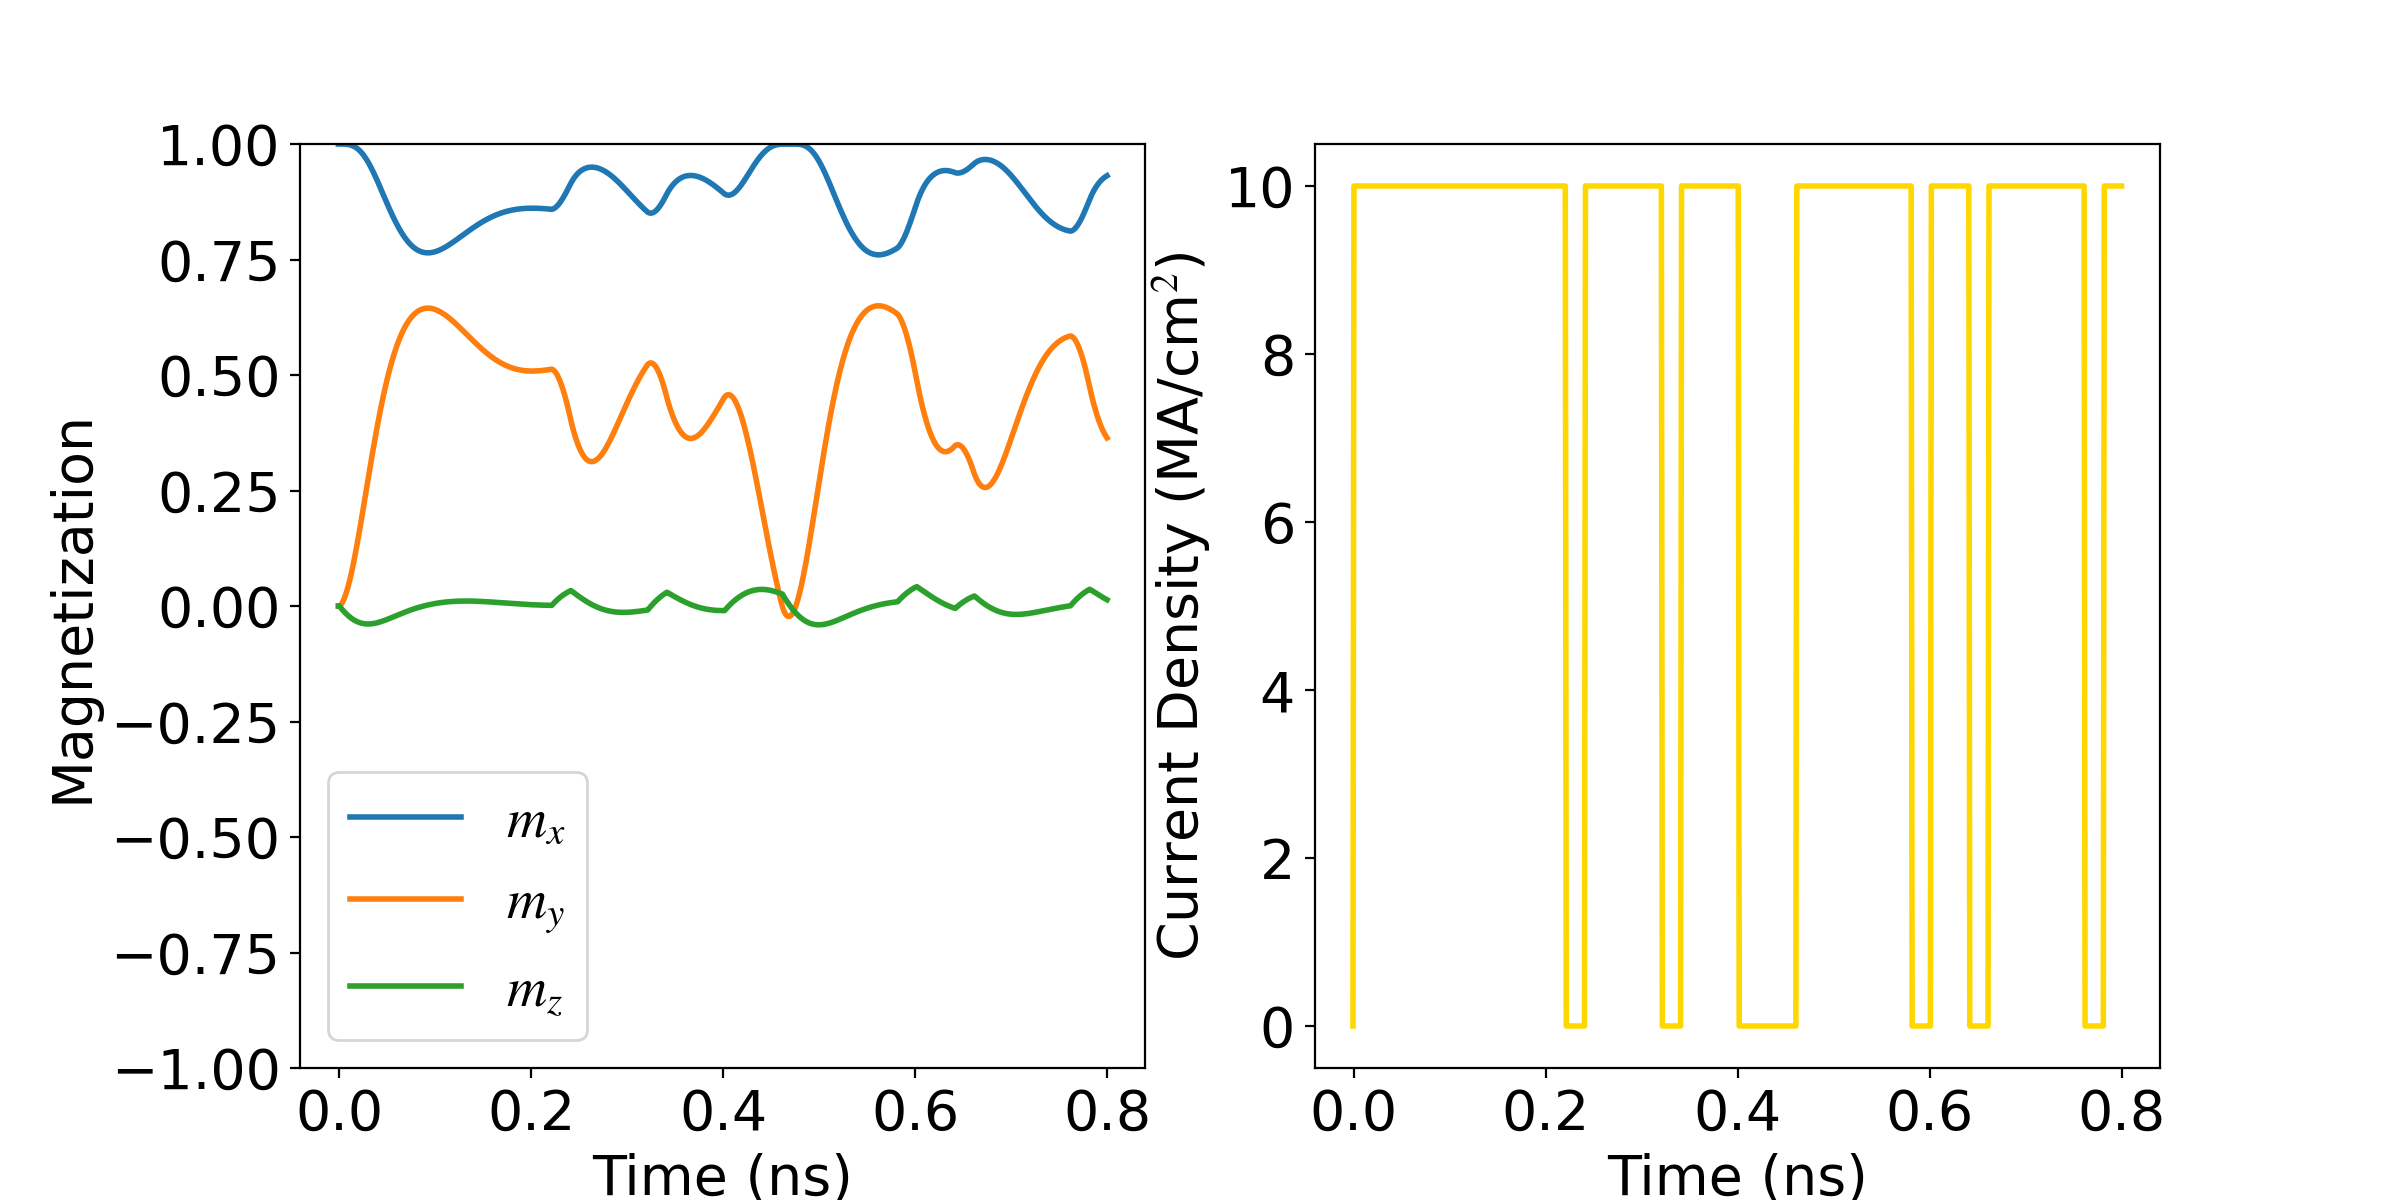 1.00
0.75
0.50
0.25
0.00
−0.25
−0.50
−0.75
−1.00
Magnetization
m_x
m_y
m_z
0.0 0.2 0.4 0.6 0.8
Time (ns)
10
8
6
4
2
0
Current Density (MA/cm²)
0.0 0.2 0.4 0.6 0.8
Time (ns)